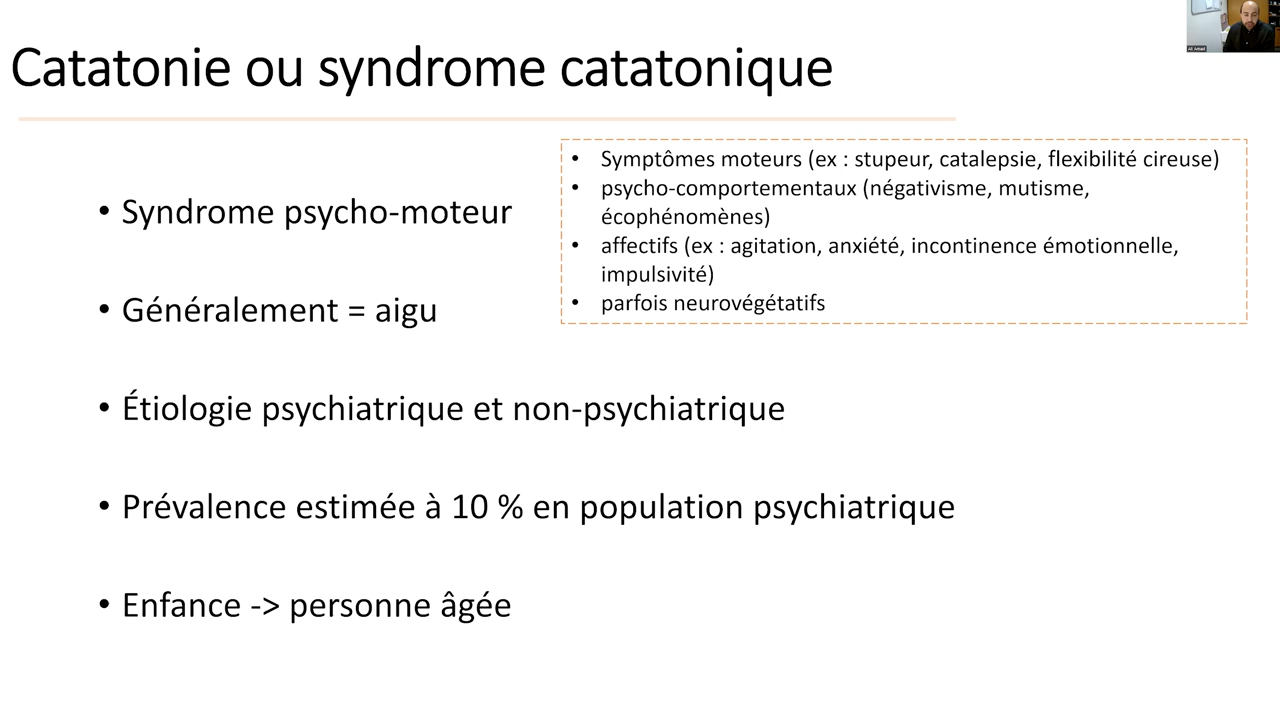 Catatonie ou syndrome catatonique
• Syndrome psycho-moteur
• Symptômes moteurs (ex : stupeur, catalepsie, flexibilité cireuse)
• psycho-comportementaux (négativisme, mutisme,
écophénomènes)
• affectifs (ex : agitation, anxiété, incontinence émotionnelle,
impulsivité)
• parfois neurovégétatifs
• Généralement = aigu
• Étiologie psychiatrique et non-psychiatrique
• Prévalence estimée à 10 % en population psychiatrique
• Enfance -> personne âgée